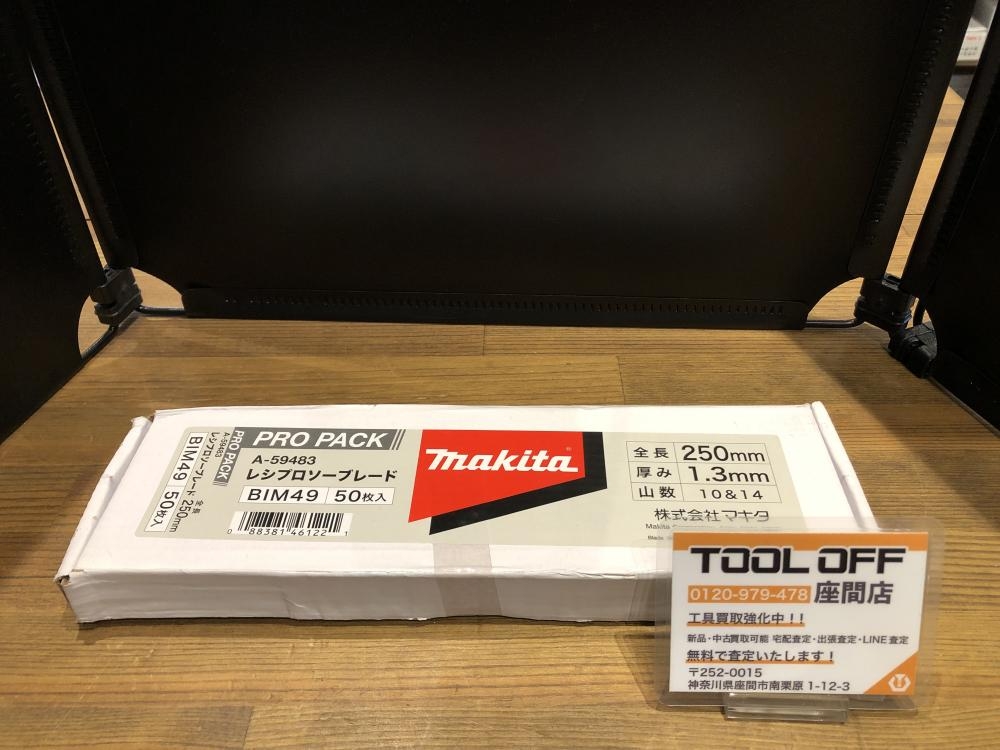 PRO PACK
A-59483
レシプロソーブレード
BIM49 50枚入
0 88381 46122 1
makita
全長 250mm
厚み 1.3mm
山数 10&14
株式会社マキタ
Makita
PRO PACK
A-59483
レシプロソーブレード 全長 250mm
BIM49 50枚入
TOOL OFF
0120-979-478 座間店
工具買取強化中!!
新品・中古買取可能 宅配査定・出張査定・LINE査定
無料で査定いたします!
〒252-0015
神奈川県座間市南栗原 1-12-3